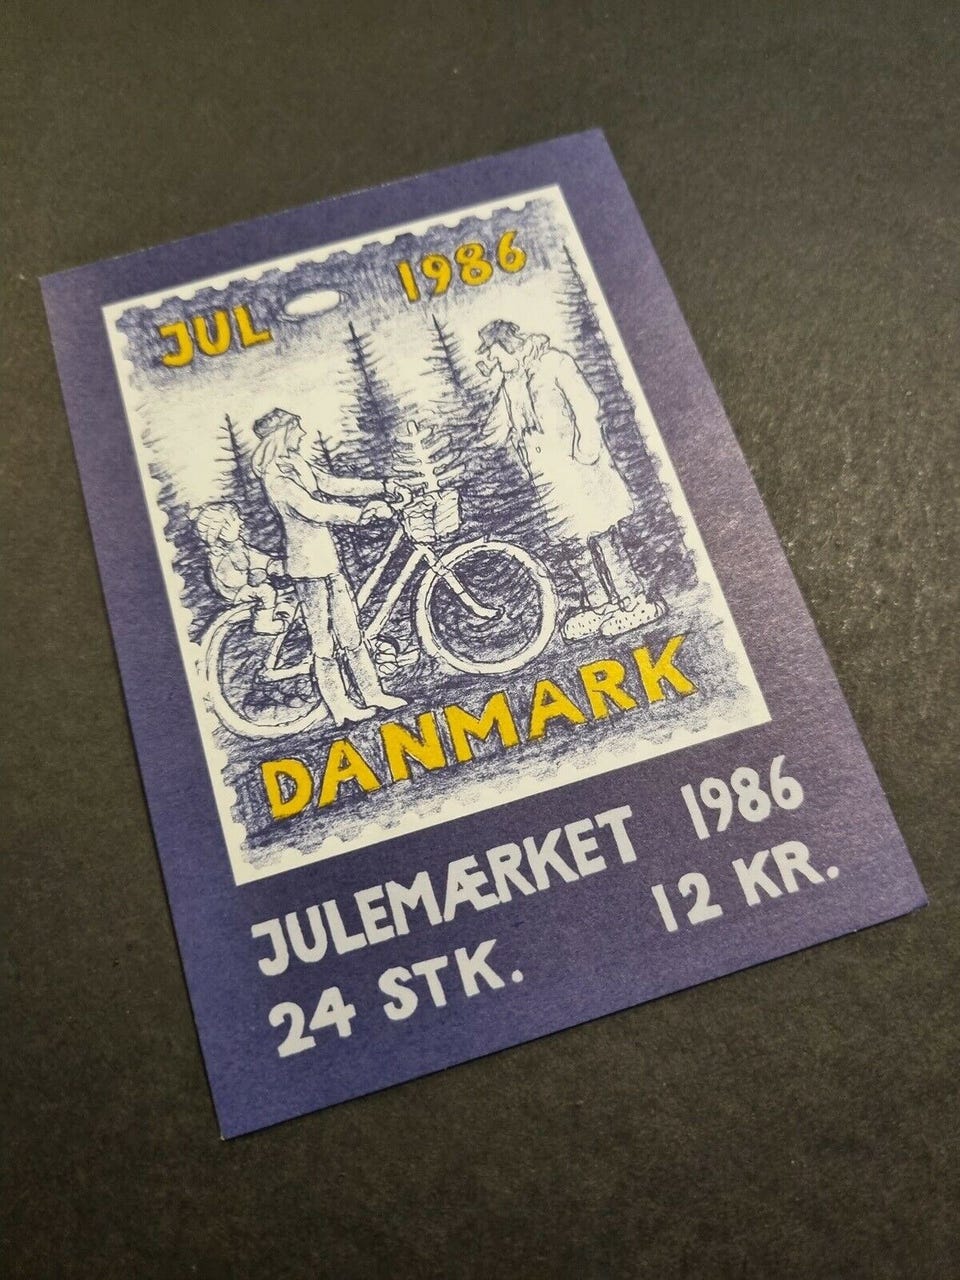 JUL 1986
DANMARK
JULEMÆRKET 1986
24 STK. 12 KR.